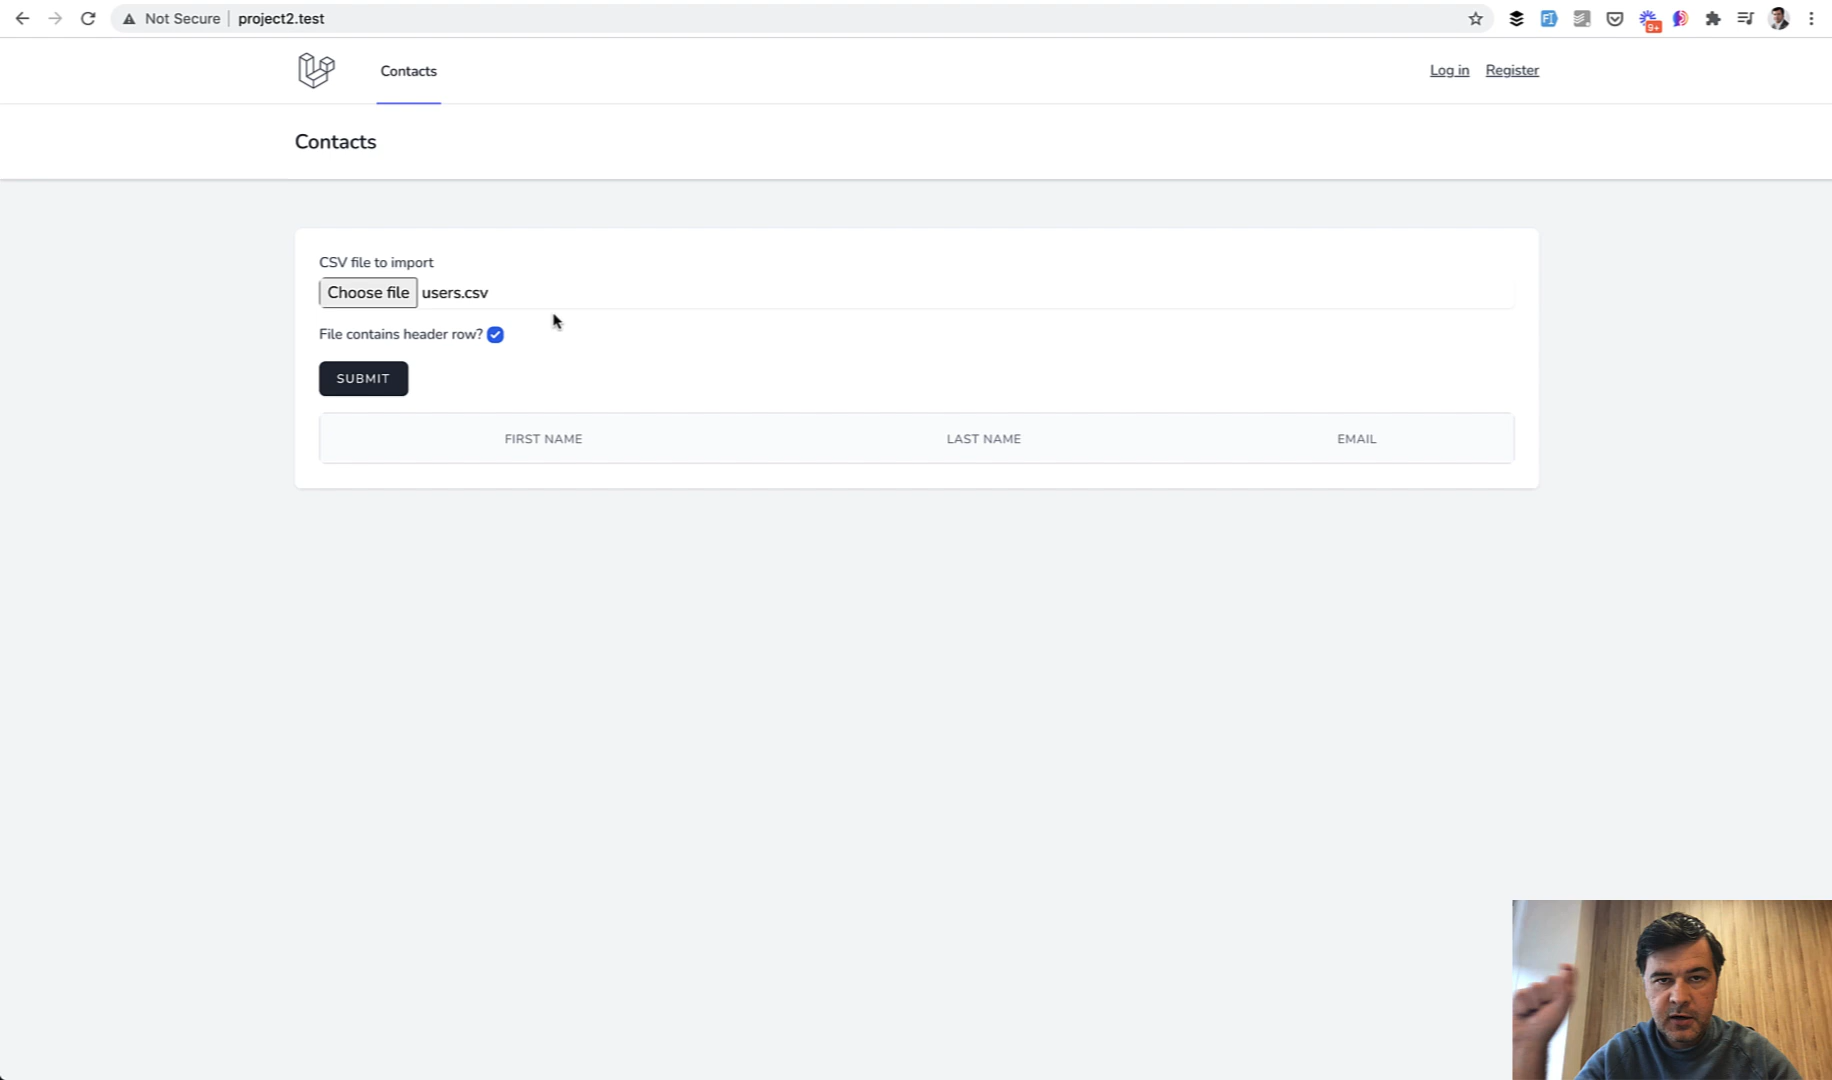 Not Secure | project2.test
9+
Contacts
Log in Register
Contacts
CSV file to import
Choose file users.csv
File contains header row?
SUBMIT
FIRST NAME LAST NAME EMAIL